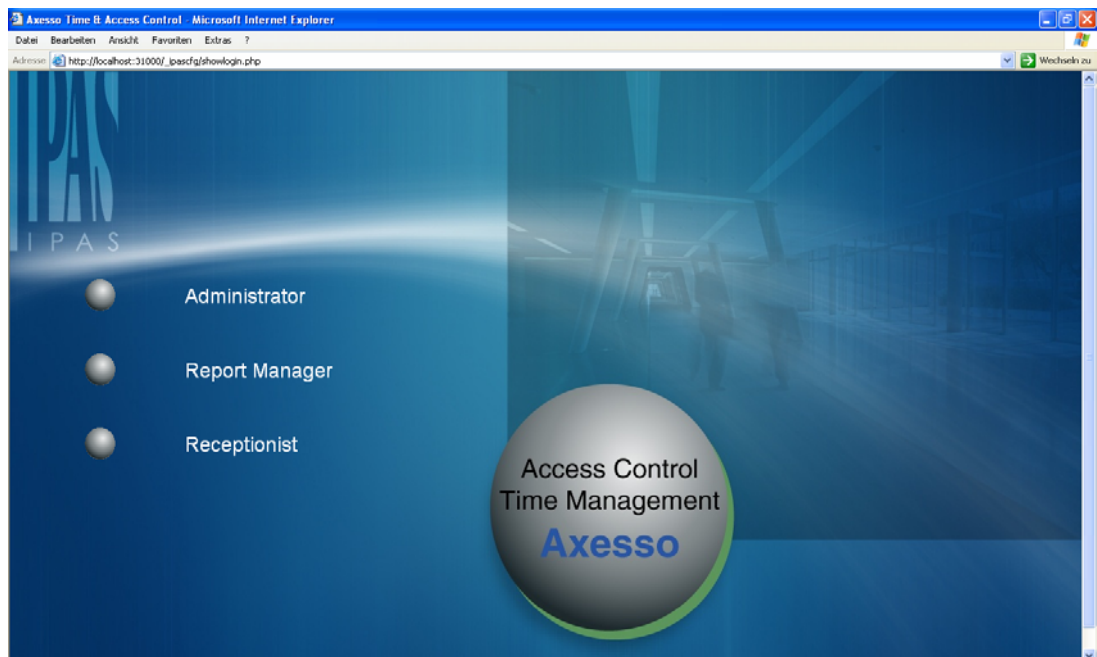 Axesso Time & Access Control - Microsoft Internet Explorer
Datei Bearbeiten Ansicht Favoriten Extras ?
Adresse http://localhost:31000/_ipascfg/showlogin.php Wechseln zu
IPAS
IPAS
Administrator
Report Manager
Receptionist
Access Control
Time Management
Axesso